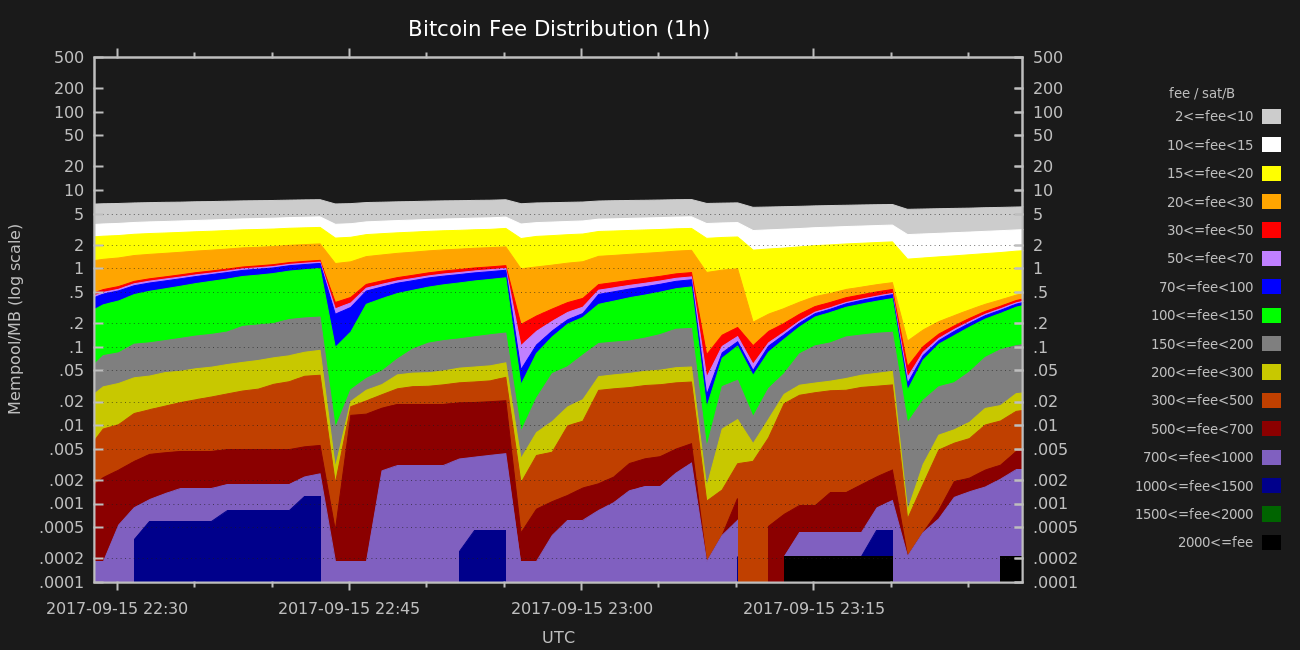 Bitcoin Fee Distribution (1h)
Mempool/MB (log scale)
500
200
100
50
20
10
5
2
1
.5
.2
.1
.05
.02
.01
.005
.002
.001
.0005
.0002
.0001
500
200
100
50
20
10
5
2
1
.5
.2
.1
.05
.02
.01
.005
.002
.001
.0005
.0002
.0001
fee / sat/B
2<=fee<10
10<=fee<15
15<=fee<20
20<=fee<30
30<=fee<50
50<=fee<70
70<=fee<100
100<=fee<150
150<=fee<200
200<=fee<300
300<=fee<500
500<=fee<700
700<=fee<1000
1000<=fee<1500
1500<=fee<2000
2000<=fee
2017-09-15 22:30 2017-09-15 22:45 2017-09-15 23:00 2017-09-15 23:15
UTC